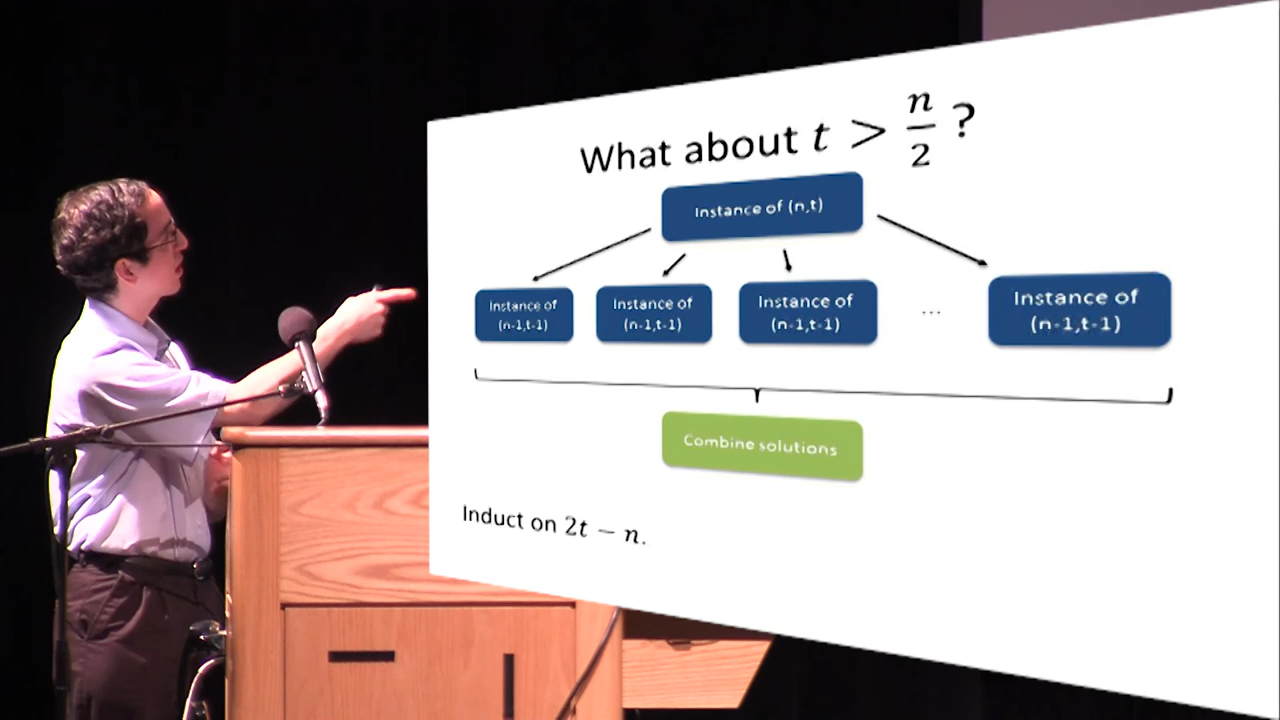 What about t > n/2 ?
Instance of (n,t)
Instance of
(n-1,t-1)
Instance of
(n-1,t-1)
Instance of
(n-1,t-1)
...
Instance of
(n-1,t-1)
Combine solutions
Induct on 2t − n.